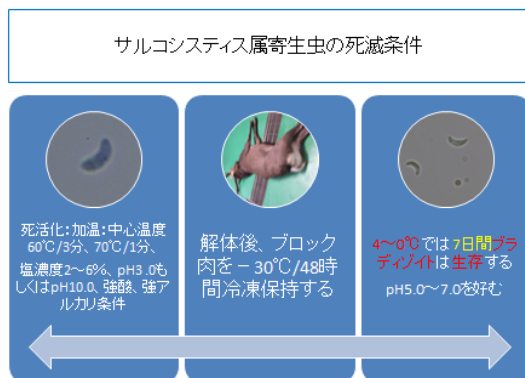 サルコシスティス属寄生虫の死滅条件
死活化:加温:中心温度
60℃/3分、70℃/1分、
塩濃度2~6%、pH3.0も
しくはpH10.0、強酸、強ア
ルカリ条件
解体後、ブロック
肉を-30℃/48時
間冷凍保持する
4~0℃では7日間ブラ
ディゾイトは生存する
pH5.0~7.0を好む